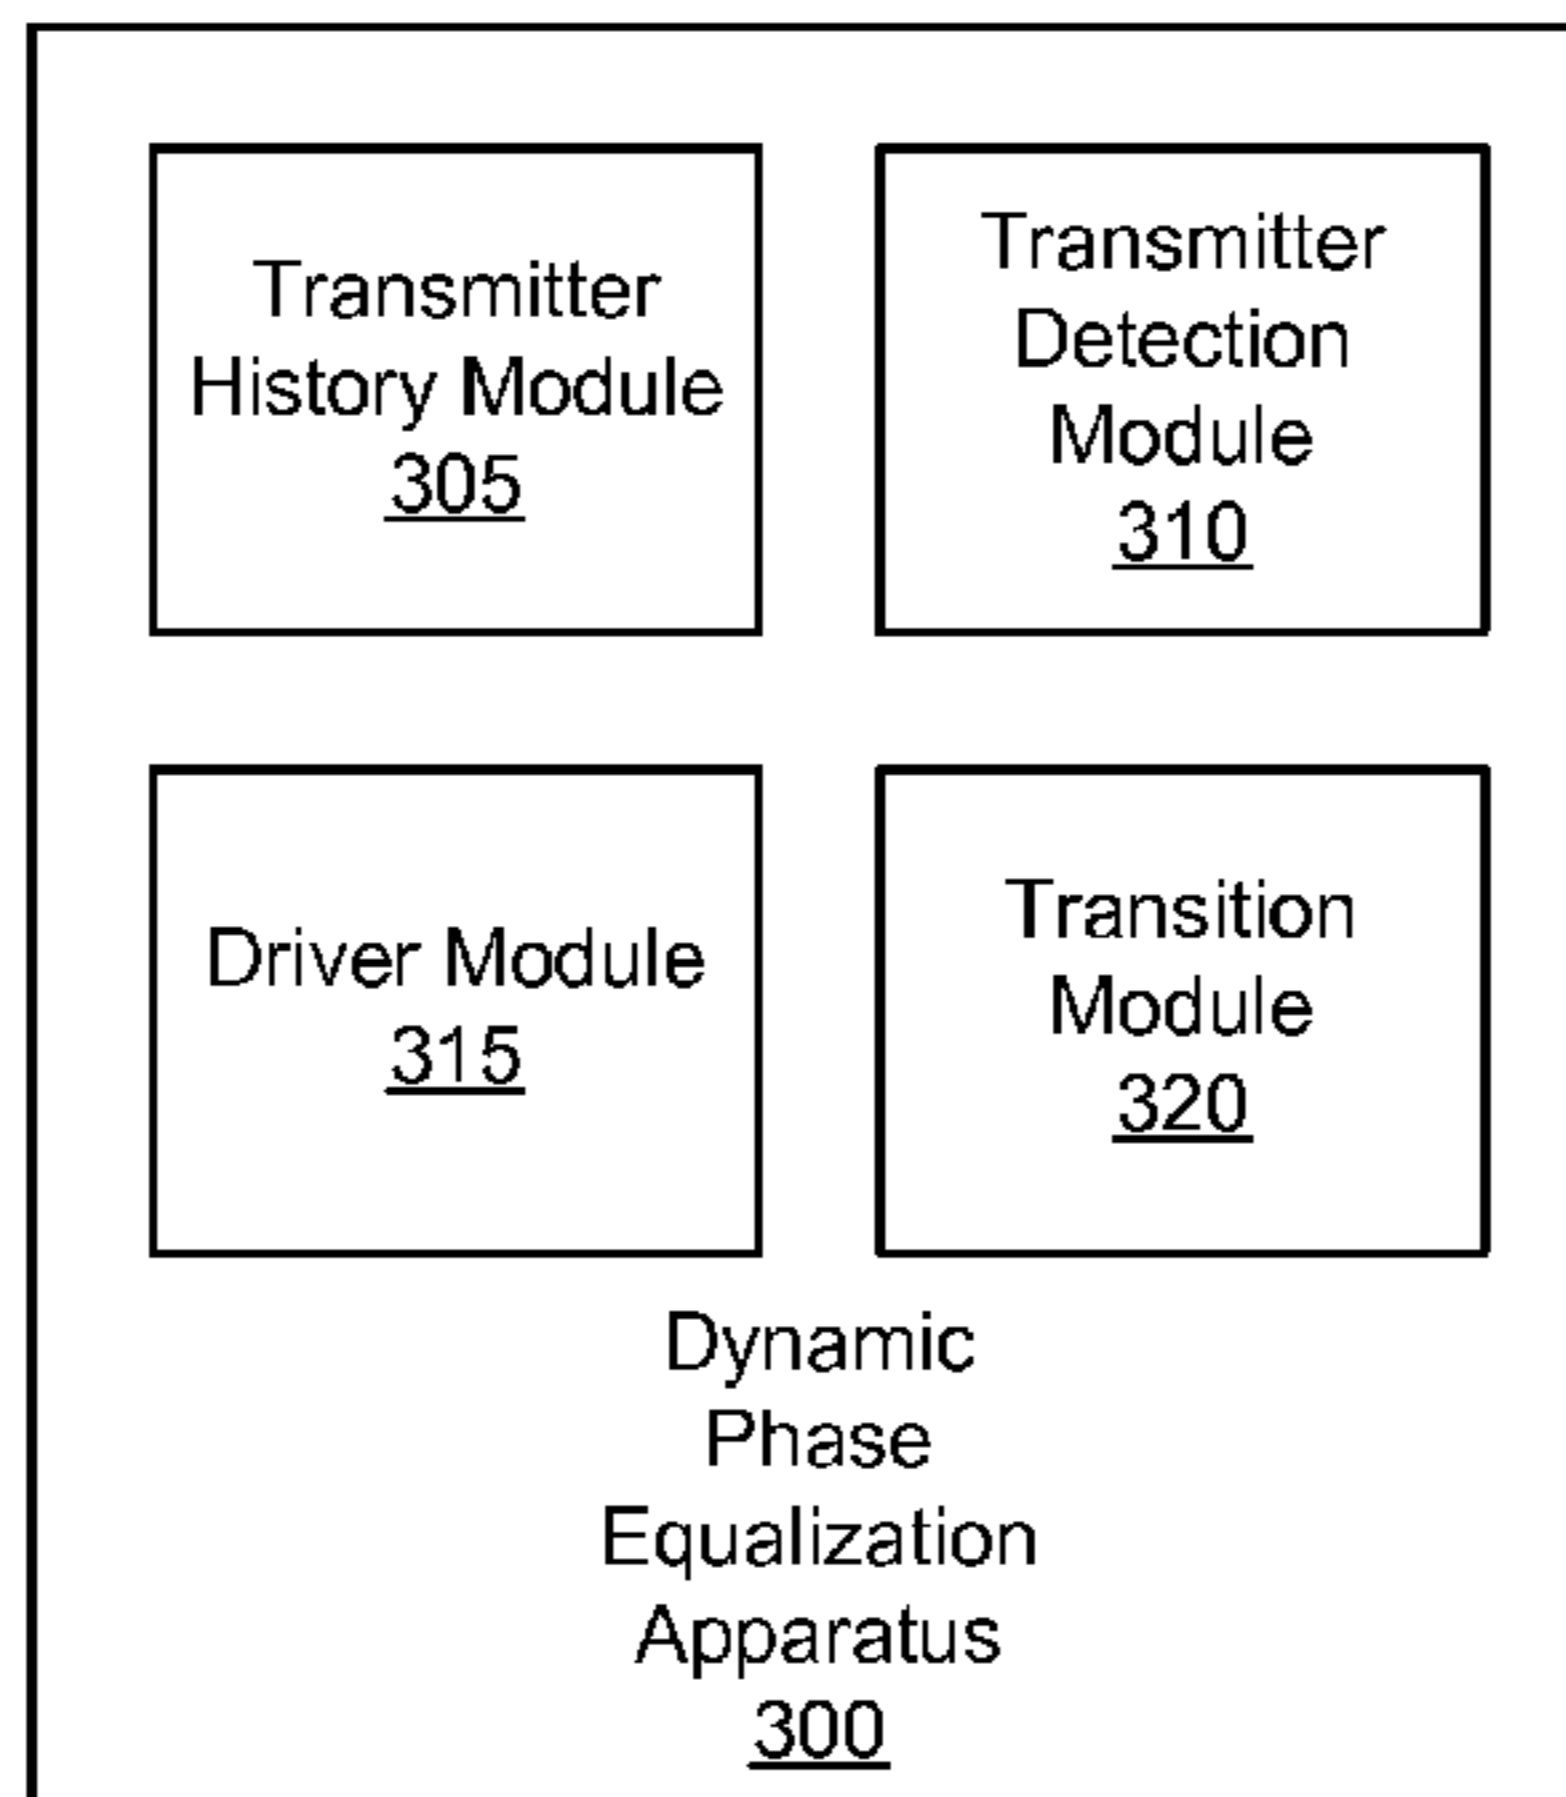 Transmitter
History Module
305
Transmitter
Detection
Module
310
Driver Module
315
Transition
Module
320
Dynamic
Phase
Equalization
Apparatus
300